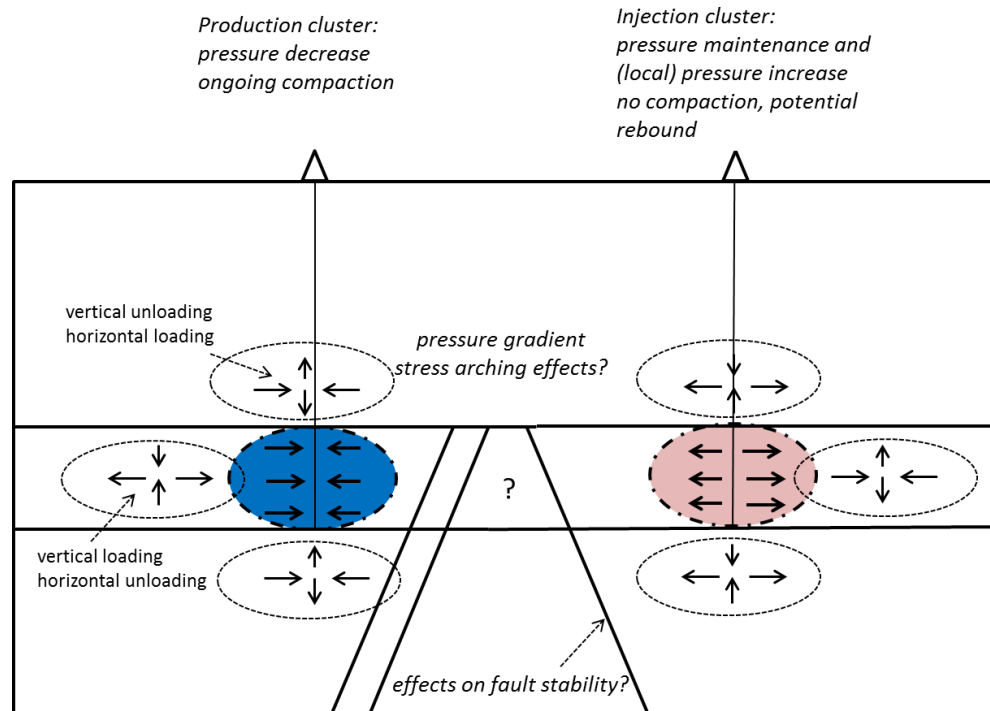 Production cluster:
pressure decrease
ongoing compaction
Injection cluster:
pressure maintenance and
(local) pressure increase
no compaction, potential
rebound
vertical unloading
horizontal loading
pressure gradient
stress arching effects?
?
vertical loading
horizontal unloading
effects on fault stability?